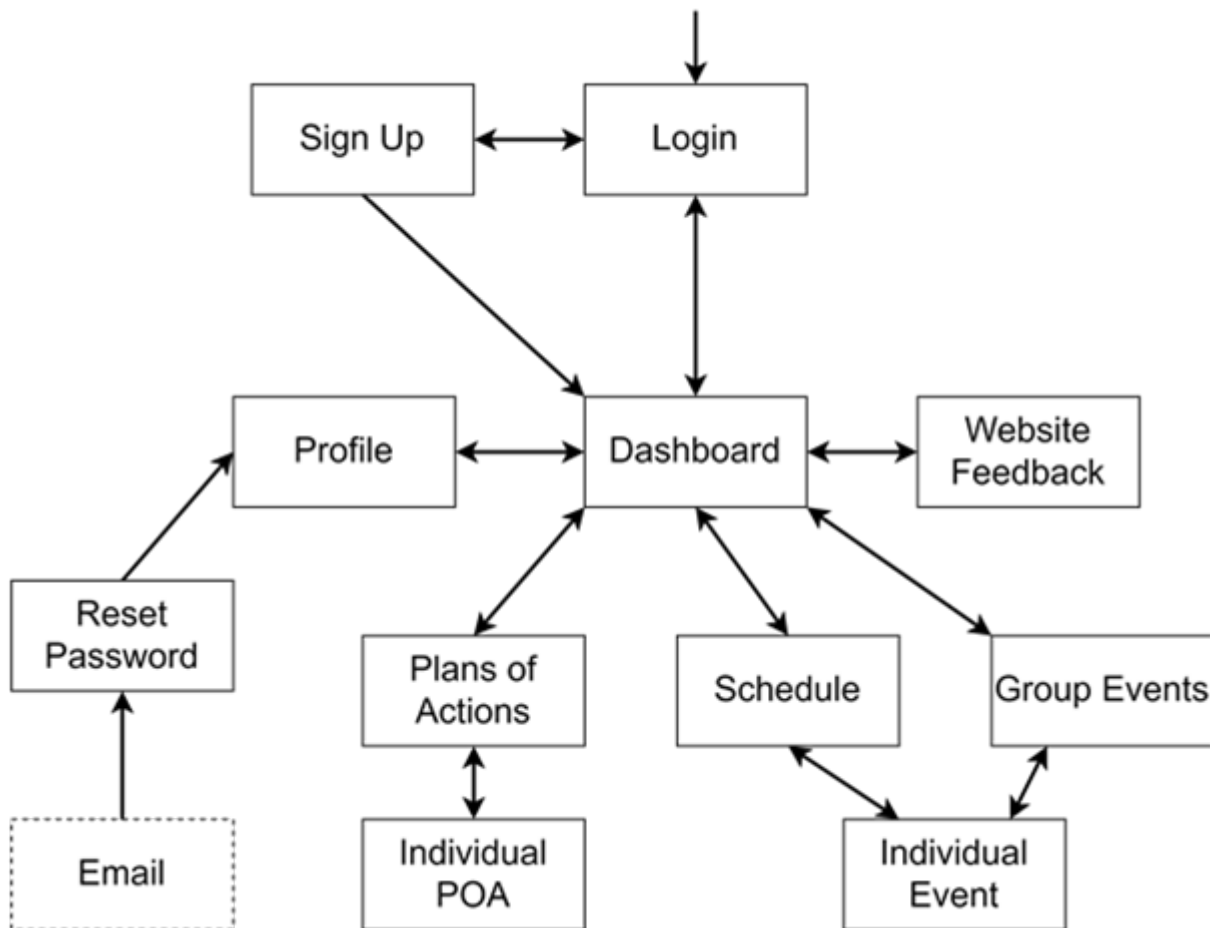 Sign Up
Login
Profile
Dashboard
Website
Feedback
Reset
Password
Plans of
Actions
Schedule
Group Events
Email
Individual
POA
Individual
Event